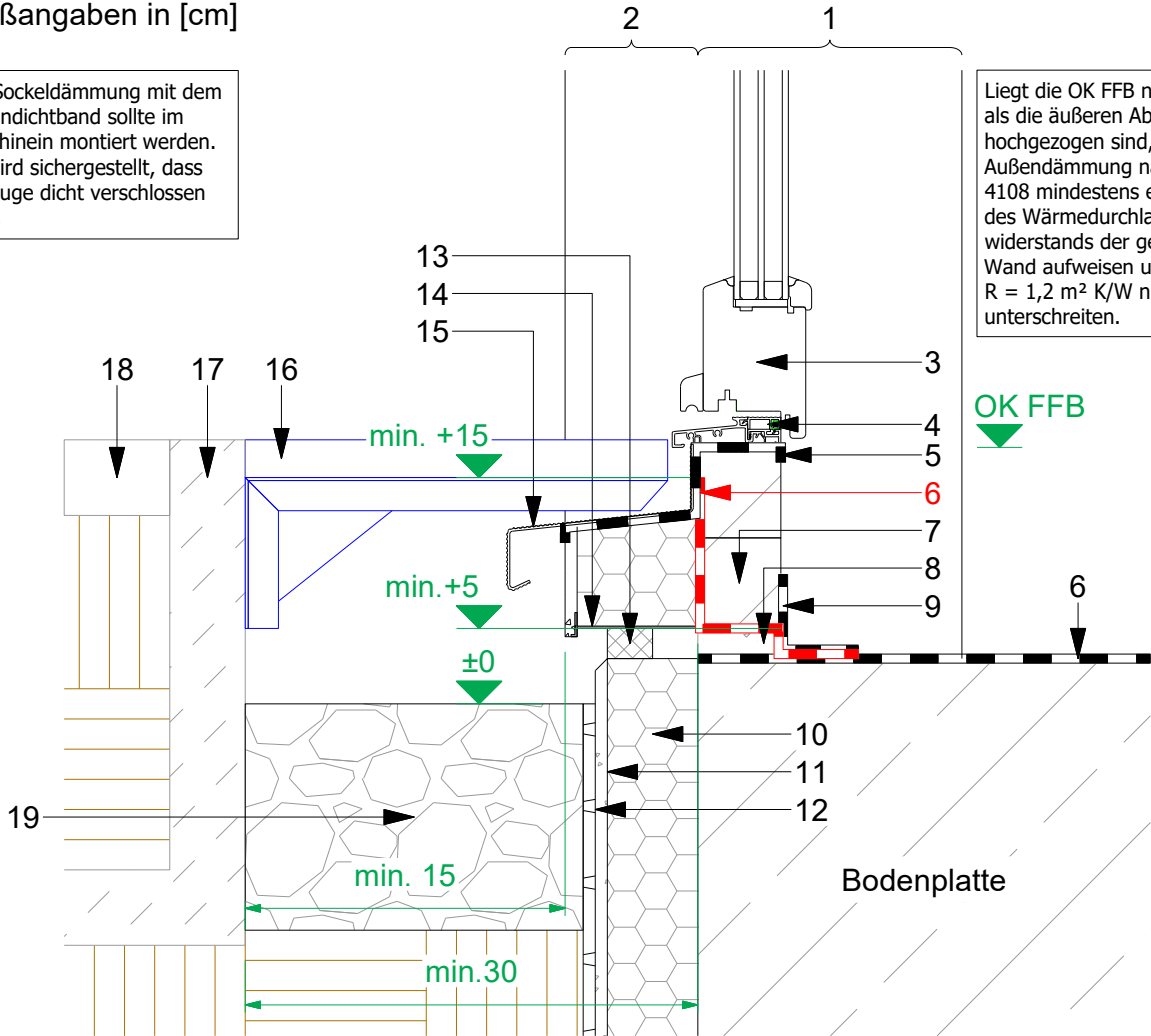 ßangaben in [cm]
2
1
Sockeldämmung mit dem
ndichtband sollte im
hinein montiert werden.
ird sichergestellt, dass
uge dicht verschlossen
Liegt die OK FFB n
als die äußeren Ab
hochgezogen sind,
Außendämmung na
4108 mindestens e
des Wärmedurchla
widerstands der ge
Wand aufweisen u
R = 1,2 m² K/W n
unterschreiten.
13
14
15
18
17
16
3
4
5
6
7
8
9
6
OK FFB
min. +15
min.+5
±0
10
11
12
19
min. 15
Bodenplatte
min.30